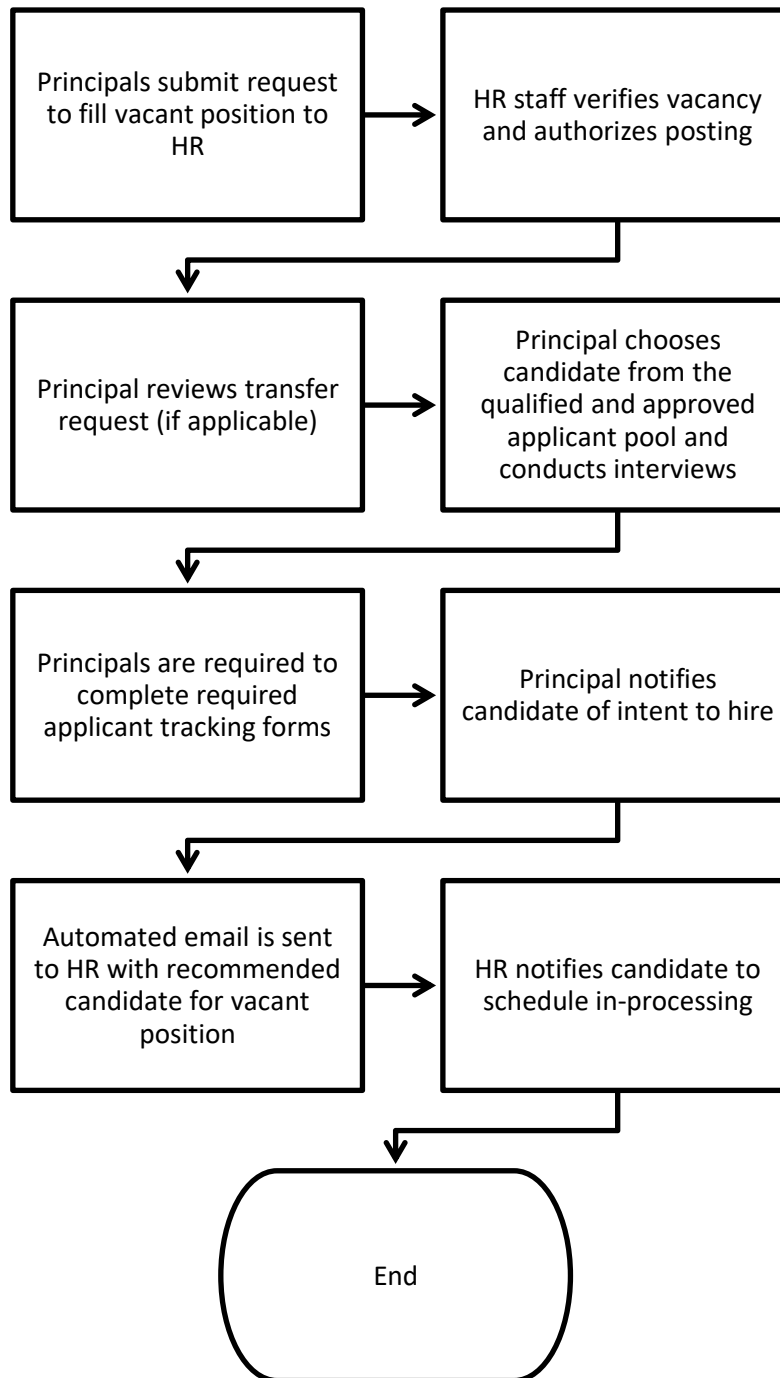 Principals submit request
to fill vacant position to
HR
HR staff verifies vacancy
and authorizes posting
Principal reviews transfer
request (if applicable)
Principal chooses
candidate from the
qualified and approved
applicant pool and
conducts interviews
Principals are required to
complete required
applicant tracking forms
Principal notifies
candidate of intent to hire
Automated email is sent
to HR with recommended
candidate for vacant
position
HR notifies candidate to
schedule in-processing
End